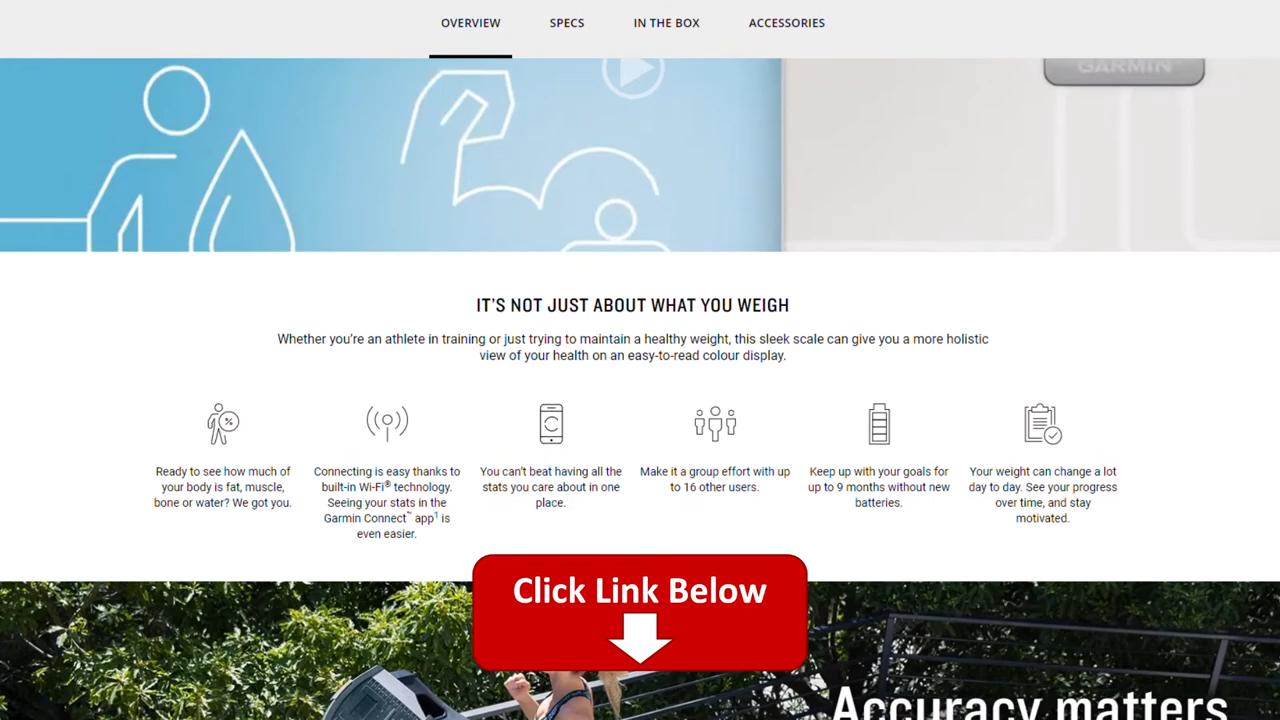 OVERVIEW SPECS IN THE BOX ACCESSORIES
GARMIN
IT'S NOT JUST ABOUT WHAT YOU WEIGH
Whether you're an athlete in training or just trying to maintain a healthy weight, this sleek scale can give you a more holistic
view of your health on an easy-to-read colour display.
Ready to see how much of
your body is fat, muscle,
bone or water? We got you.
Connecting is easy thanks to
built-in Wi-Fi® technology.
Seeing your stats in the
Garmin Connect™ app¹ is
even easier.
You can't beat having all the
stats you care about in one
place.
Make it a group effort with up
to 16 other users.
Keep up with your goals for
up to 9 months without new
batteries.
Your weight can change a lot
day to day. See your progress
over time, and stay
motivated.
Click Link Below
Accuracy matters